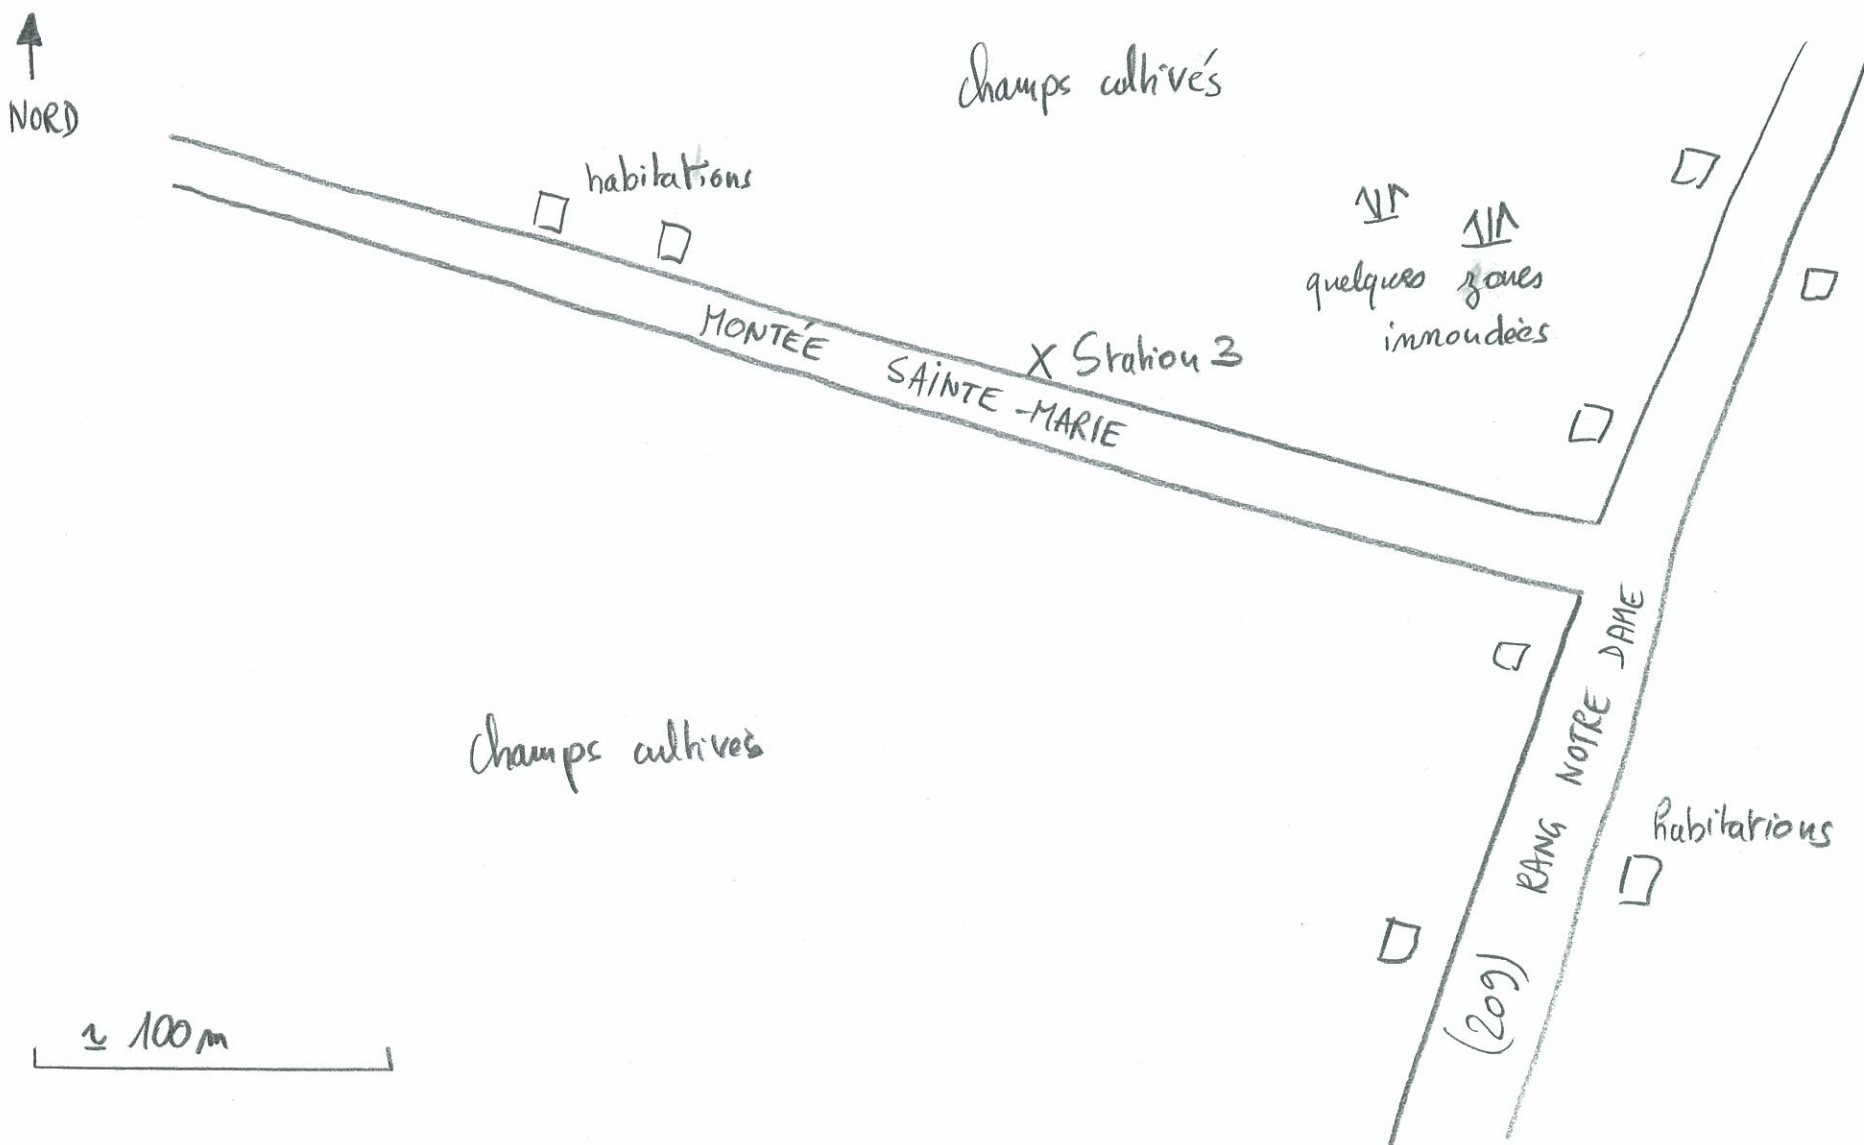 NORD
champs cultivés
habitations
quelques zones
innondées
X Station 3
MONTÉE SAINTE-MARIE
champs cultivés
habitations
(209) RANG NOTRE DAME
≃ 100 m